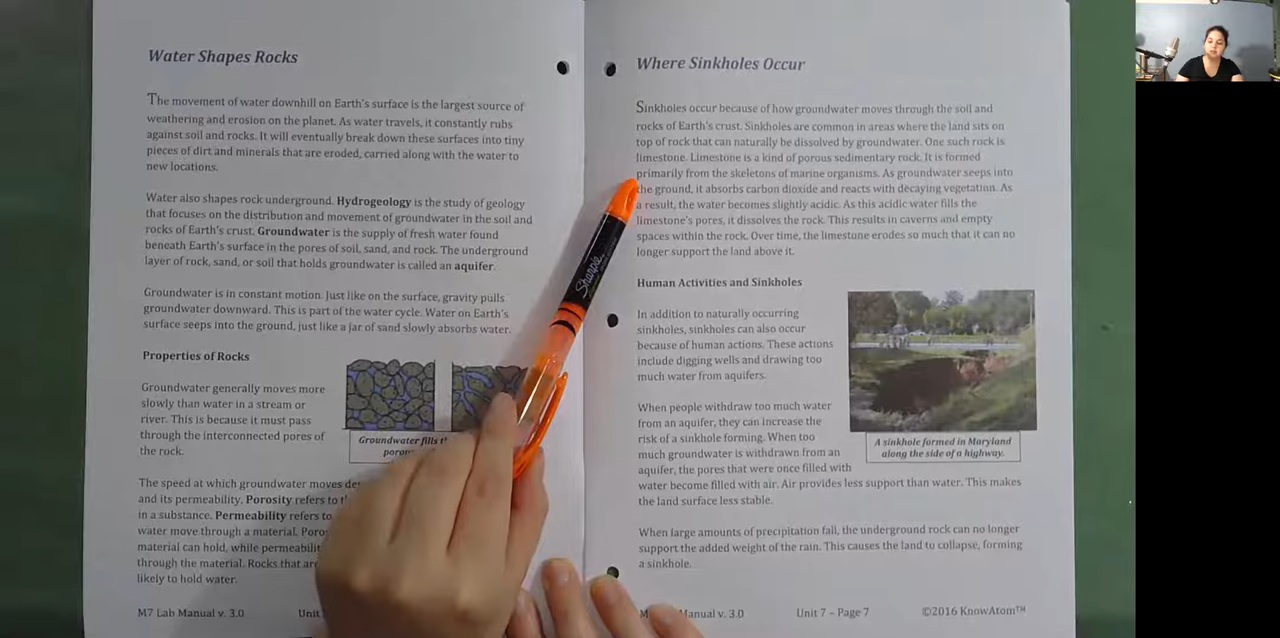 Water Shapes Rocks
The movement of water downhill on Earth's surface is the largest source of
weathering and erosion on the planet. As water travels, it constantly rubs
against soil and rocks. It will eventually break down these surfaces into tiny
pieces of dirt and minerals that are eroded, carried along with the water to
new locations.
Water also shapes rock underground. Hydrogeology is the study of geology
that focuses on the distribution and movement of groundwater in the soil and
rocks of Earth's crust. Groundwater is the supply of fresh water found
beneath Earth's surface in the pores of soil, sand, and rock. The underground
layer of rock, sand, or soil that holds groundwater is called an aquifer.
Groundwater is in constant motion. Just like on the surface, gravity pulls
groundwater downward. This is part of the water cycle. Water on Earth's
surface seeps into the ground, just like a jar of sand slowly absorbs water.
Properties of Rocks
Groundwater generally moves more
slowly than water in a stream or
river. This is because it must pass
through the interconnected pores of
the rock.
Groundwater fills
The speed at which groundwater moves
and its permeability. Porosity refers to
in a substance. Permeability refers to
water move through a material.
material can hold, while
through the material. Rocks that
likely to hold water.
M7 Lab Manual v. 3.0 Unit
Where Sinkholes Occur
Sinkholes occur because of how groundwater moves through the soil and
rocks of Earth's crust. Sinkholes are common in areas where the land sits on
top of rock that can naturally be dissolved by groundwater. One such rock is
limestone. Limestone is a kind of porous sedimentary rock. It is formed
primarily from the skeletons of marine organisms. As groundwater seeps into
the ground, it absorbs carbon dioxide and reacts with decaying vegetation. As
a result, the water becomes slightly acidic. As this acidic water fills the
limestone's pores, it dissolves the rock. This results in caverns and empty
spaces within the rock. Over time, the limestone erodes so much that it can no
longer support the land above it.
Human Activities and Sinkholes
In addition to naturally occurring
sinkholes, sinkholes can also occur
because of human actions. These actions
include digging wells and drawing too
much water from aquifers.
When people withdraw too much water
from an aquifer, they can increase the
risk of a sinkhole forming. When too
much groundwater is withdrawn from an
aquifer, the pores that were once filled with
water become filled with air. Air provides less support than water. This makes
the land surface less stable.
A sinkhole formed in Maryland
along the side of a highway.
When large amounts of precipitation fall, the underground rock can no longer
support the added weight of the rain. This causes the land to collapse, forming
a sinkhole.
Manual v. 3.0 Unit 7 – Page 7 ©2016 KnowAtom™
Sharpie